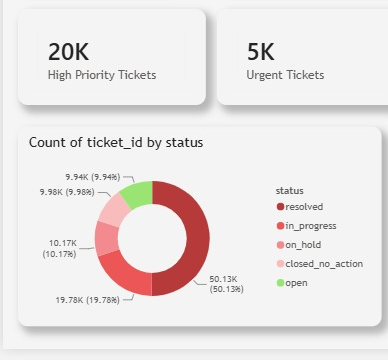 20K
High Priority Tickets
5K
Urgent Tickets
Count of ticket_id by status
9.94K (9.94%)
9.98K (9.98%)
10.17K
(10.17%)
19.78K (19.78%)
50.13K
(50.13%)
status
resolved
in_progress
on_hold
closed_no_action
open